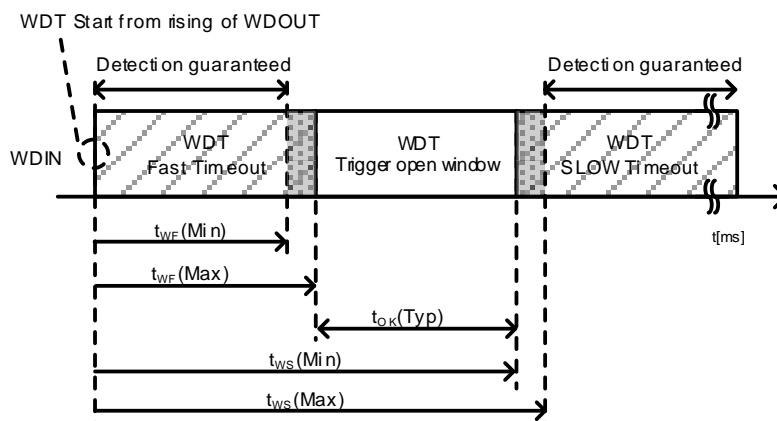 WDT Start from rising of WDOUT
Detection guaranteed
Detection guaranteed
WDIN
WDT
Fast Timeout
WDT
Trigger open window
WDT
SLOW Timeout
t[ms]
tWF(Min)
tWF(Max)
tOK(Typ)
tWS(Min)
tWS(Max)